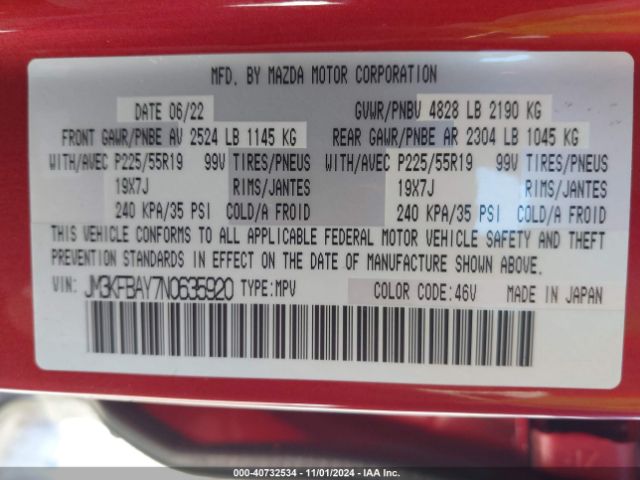 MFD. BY MAZDA MOTOR CORPORATION
DATE 06/22 GVWR/PNBV 4828 LB 2190 KG
FRONT GAWR/PNBE AV 2524 LB 1145 KG REAR GAWR/PNBE AR 2304 LB 1045 KG
WITH/AVEC P225/55R19 99V TIRES/PNEUS WITH/AVEC P225/55R19 99V TIRES/PNEUS
19X7J RIMS/JANTES 19X7J RIMS/JANTES
240 KPA/35 PSI COLD/A FROID 240 KPA/35 PSI COLD/A FROID
THIS VEHICLE CONFORMS TO ALL APPLICABLE FEDERAL MOTOR VEHICLE SAFETY, BUMPER, AND THEFT
PREVENTION STANDARDS IN EFFECT ON THE DATE OF MANUFACTURE SHOWN ABOVE.
VIN: JM3KFBAY7N0635920 TYPE:MPV COLOR CODE:46V MADE IN JAPAN
00-40732534 - 11/01/2024 - IAA Inc.